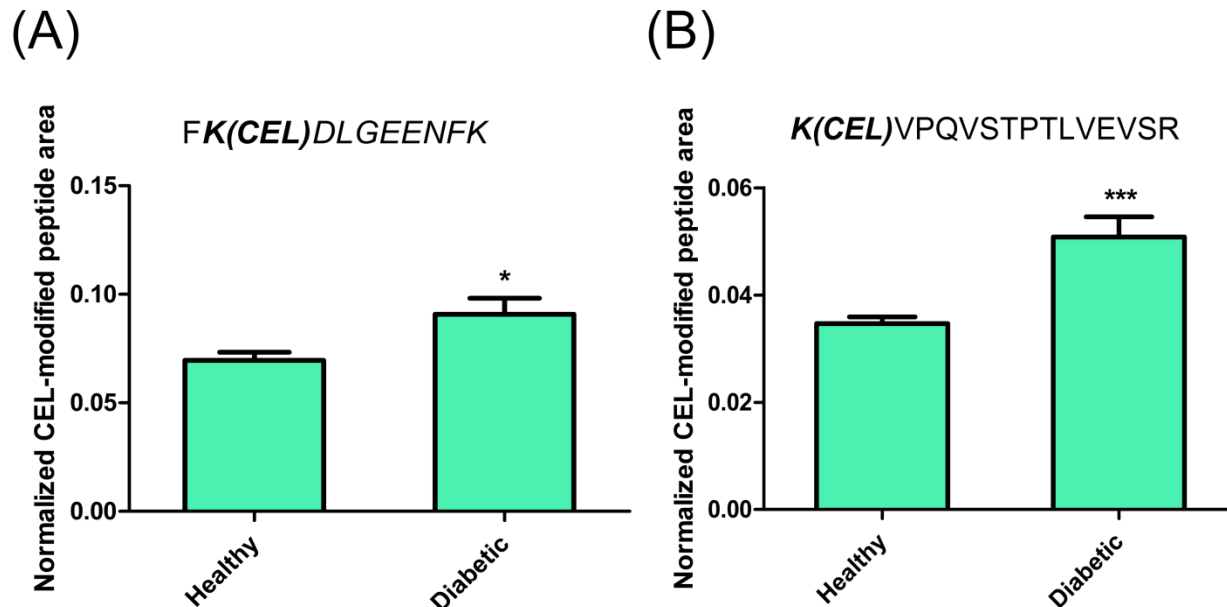 (A)
FK(CEL)DLGEENFK
Normalized CEL-modified peptide area
0.15
0.10
0.05
0.00
*
Healthy
Diabetic
(B)
K(CEL)VPQVSTPTLVEVSR
Normalized CEL-modified peptide area
0.06
0.04
0.02
0.00
***
Healthy
Diabetic